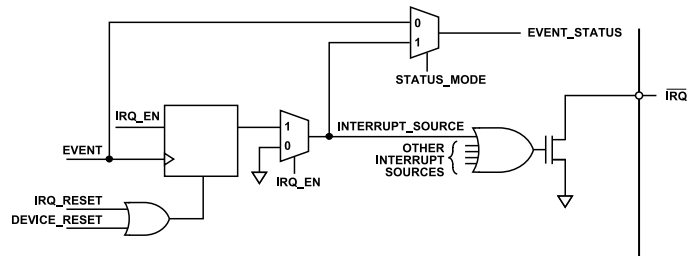 0
1
EVENT_STATUS
STATUS_MODE
IRQ
IRQ_EN
1
0
INTERRUPT_SOURCE
EVENT
OTHER
INTERRUPT
SOURCES
IRQ_EN
IRQ_RESET
DEVICE_RESET